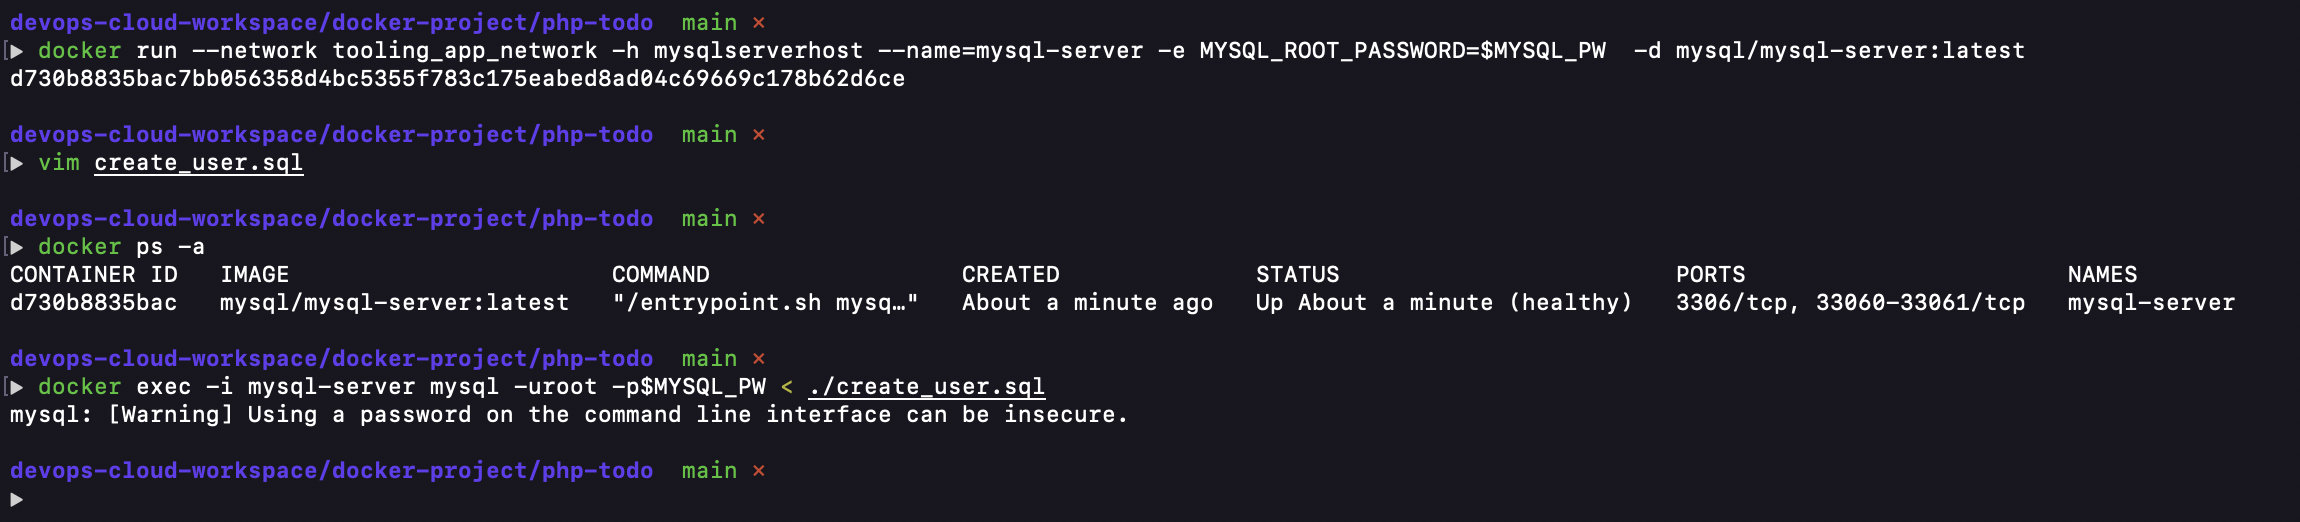 devops-cloud-workspace/docker-project/php-todo  main ×
[▶ docker run --network tooling_app_network -h mysqlserverhost --name=mysql-server -e MYSQL_ROOT_PASSWORD=$MYSQL_PW  -d mysql/mysql-server:latest
d730b8835bac7bb056358d4bc5355f783c175eabed8ad04c69669c178b62d6ce
devops-cloud-workspace/docker-project/php-todo  main ×
[▶ vim create_user.sql
devops-cloud-workspace/docker-project/php-todo  main ×
[▶ docker ps -a
CONTAINER ID   IMAGE                       COMMAND                  CREATED              STATUS                        PORTS                       NAMES
d730b8835bac   mysql/mysql-server:latest   "/entrypoint.sh mysq…"   About a minute ago   Up About a minute (healthy)   3306/tcp, 33060-33061/tcp   mysql-server
devops-cloud-workspace/docker-project/php-todo  main ×
[▶ docker exec -i mysql-server mysql -uroot -p$MYSQL_PW < ./create_user.sql
mysql: [Warning] Using a password on the command line interface can be insecure.
devops-cloud-workspace/docker-project/php-todo  main ×
▶